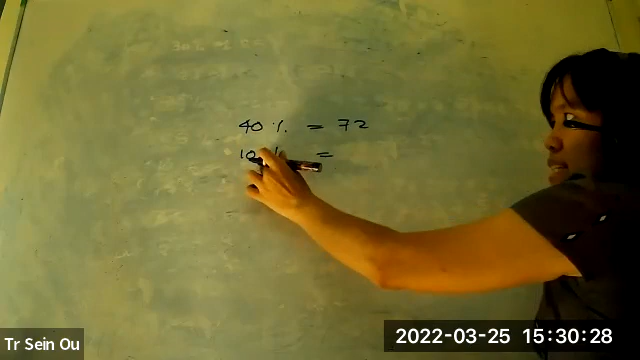 40 % = 72
10 % =
Tr Sein Ou
2022-03-25 15:30:28